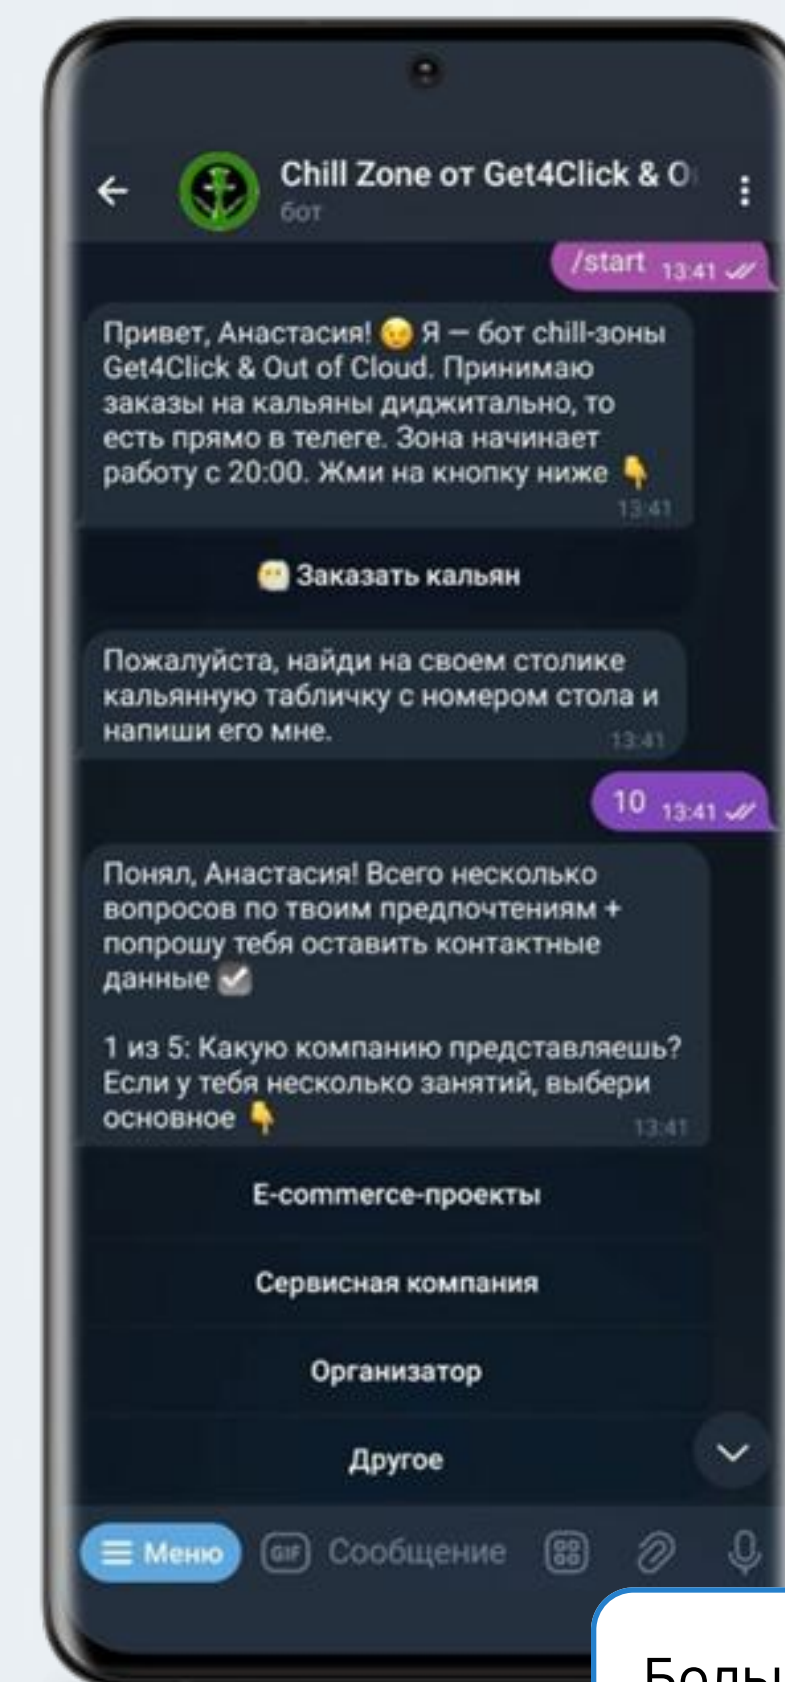 Chill Zone от Get4Click & O
бот
/start 13:41
Привет, Анастасия! Я — бот chill-зоны
Get4Click & Out of Cloud. Принимаю
заказы на кальяны диджитально, то
есть прямо в телеге. Зона начинает
работу с 20:00. Жми на кнопку ниже 👇
13:41
Заказать кальян
Пожалуйста, найди на своем столике
кальянную табличку с номером стола и
напиши его мне.
13:41
10 13:41
Понял, Анастасия! Всего несколько
вопросов по твоим предпочтениям +
попрошу тебя оставить контактные
данные
1 из 5: Какую компанию представляешь?
Если у тебя несколько занятий, выбери
основное 👇
13:41
E-commerce-проекты
Сервисная компания
Организатор
Другое
Меню GIF Сообщение